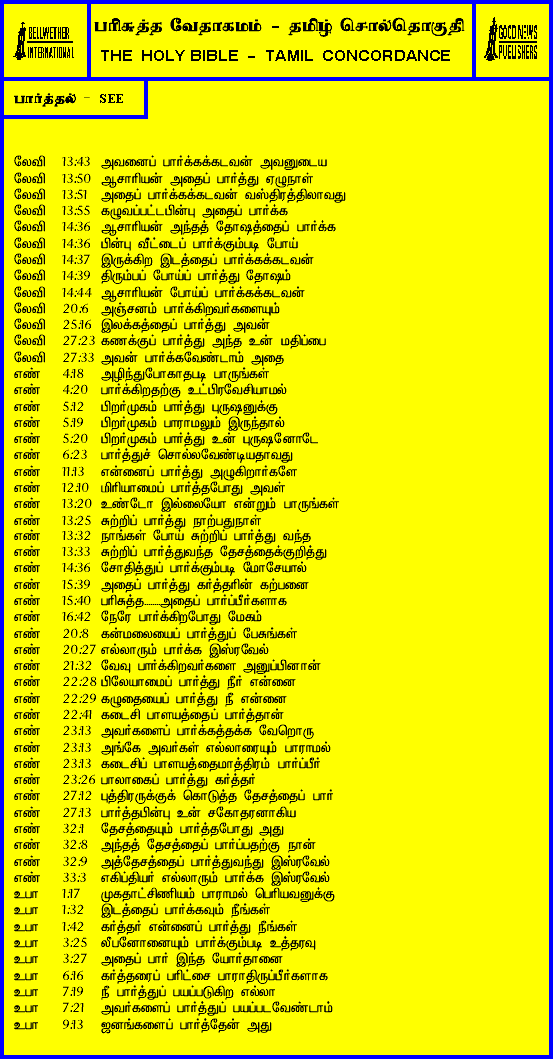 BELLWETHER
INTERNATIONAL
பரிசுத்த வேதாகமம் - தமிழ் சொல்தொகுதி
THE HOLY BIBLE - TAMIL CONCORDANCE
GOOD NEWS
PUBLISHERS
பார்த்தல் - SEE
லேவி 13:43 அவனைப் பார்க்கக்கடவன் அவனுடைய
லேவி 13:50 ஆசாரியன் அதைப் பார்த்து ஏழுநாள்
லேவி 13:51 அதைப் பார்க்கக்கடவன் வஸ்திரத்திலாவது
லேவி 13:55 கழுவப்பட்டபின்பு அதைப் பார்க்க
லேவி 14:36 ஆசாரியன் அந்தத் தோஷத்தைப் பார்க்க
லேவி 14:36 பின்பு வீட்டைப் பார்க்கும்படி போய்
லேவி 14:37 இருக்கிற இடத்தைப் பார்க்கக்கடவன்
லேவி 14:39 திரும்பப் போய்ப் பார்த்து தோஷம்
லேவி 14:44 ஆசாரியன் போய்ப் பார்க்கக்கடவன்
லேவி 20:6 அஞ்சனம் பார்க்கிறவர்களையும்
லேவி 25:16 இலக்கத்தைப் பார்த்து அவன்
லேவி 27:23 கணக்குப் பார்த்து அந்த உன் மதிப்பை
லேவி 27:33 அவன் பார்க்கவேண்டாம் அதை
எண் 4:18 அழிந்துபோகாதபடி பாருங்கள்
எண் 4:20 பார்க்கிறதற்கு உட்பிரவேசியாமல்
எண் 5:12 பிறர்முகம் பார்த்து புருஷனுக்கு
எண் 5:19 பிறர்முகம் பாராமலும் இருந்தால்
எண் 5:20 பிறர்முகம் பார்த்து உன் புருஷனோடே
எண் 6:23 பார்த்துச் சொல்லவேண்டியதாவது
எண் 11:13 என்னைப் பார்த்து அழுகிறார்களே
எண் 12:10 மிரியாமைப் பார்த்தபோது அவள்
எண் 13:20 உண்டோ இல்லையோ என்றும் பாருங்கள்
எண் 13:25 சுற்றிப் பார்த்து நாற்பதுநாள்
எண் 13:32 நாங்கள் போய் சுற்றிப் பார்த்து வந்த
எண் 13:33 சுற்றிப் பார்த்துவந்த தேசத்தைக்குறித்து
எண் 14:36 சோதித்துப் பார்க்கும்படி மோசேயால்
எண் 15:39 அதைப் பார்த்து கர்த்தரின் கற்பனை
எண் 15:40 பரிசுத்த.......அதைப் பார்ப்பீர்களாக
எண் 16:42 நேரே பார்க்கிறபோது மேகம்
எண் 20:8 கன்மலையைப் பார்த்துப் பேசுங்கள்
எண் 20:27 எல்லாரும் பார்க்க இஸ்ரவேல்
எண் 21:32 வேவு பார்க்கிறவர்களை அனுப்பினான்
எண் 22:28 பிலேயாமைப் பார்த்து நீர் என்னை
எண் 22:29 கழுதையைப் பார்த்து நீ என்னை
எண் 22:41 கடைசி பாளயத்தைப் பார்த்தான்
எண் 23:13 அவர்களைப் பார்க்கத்தக்க வேறொரு
எண் 23:13 அங்கே அவர்கள் எல்லாரையும் பாராமல்
எண் 23:13 கடைசிப் பாளயத்தைமாத்திரம் பார்ப்பீர்
எண் 23:26 பாலாகைப் பார்த்து கர்த்தர்
எண் 27:12 புத்திரருக்குக் கொடுத்த தேசத்தைப் பார்
எண் 27:13 பார்த்தபின்பு உன் சகோதரனாகிய
எண் 32:1 தேசத்தையும் பார்த்தபோது அது
எண் 32:8 அந்தத் தேசத்தைப் பார்ப்பதற்கு நான்
எண் 32:9 அத்தேசத்தைப் பார்த்துவந்து இஸ்ரவேல்
எண் 33:3 எகிப்தியர் எல்லாரும் பார்க்க இஸ்ரவேல்
உபா 1:17 முகதாட்சிணியம் பாராமல் பெரியவனுக்கு
உபா 1:32 இடத்தைப் பார்க்கவும் நீங்கள்
உபா 1:42 கர்த்தர் என்னைப் பார்த்து நீங்கள்
உபா 3:25 லீபனோனையும் பார்க்கும்படி உத்தரவு
உபா 3:27 அதைப் பார் இந்த யோர்தானை
உபா 6:16 கர்த்தரைப் பரிட்சை பாராதிருப்பீர்களாக
உபா 7:19 நீ பார்த்துப் பயப்படுகிற எல்லா
உபா 7:21 அவர்களைப் பார்த்துப் பயப்படவேண்டாம்
உபா 9:13 ஜனங்களைப் பார்த்தேன் அது